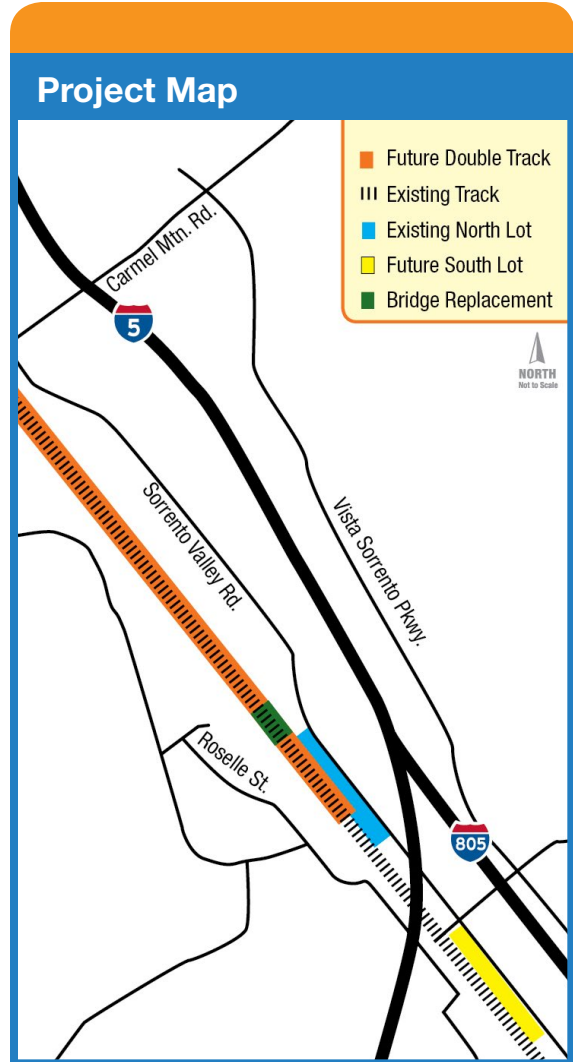 Project Map
Future Double Track
Existing Track
Existing North Lot
Future South Lot
Bridge Replacement
NORTH
Not to Scale
Carmel Mtn. Rd.
5
Sorrento Valley Rd.
Vista Sorrento Pkwy.
Roselle St.
805